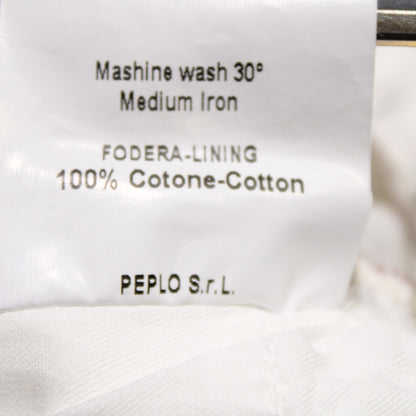 Mashine wash 30°
Medium Iron
FODERA-LINING
100% Cotone-Cotton
PEPLO S.r.L.